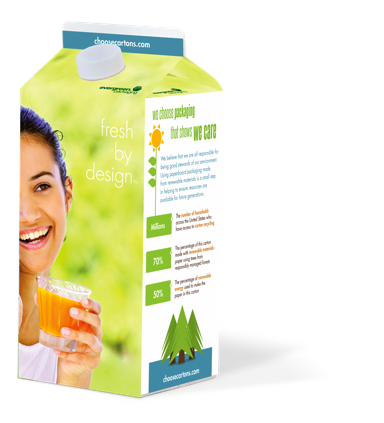 choosecartons.com
evergreen
packaging
fresh
by
design
we choose packaging
that shows we care
We believe that we are all responsible for
being good stewards of our environment.
Using paperboard packaging made
from renewable materials is a small step
in helping to ensure resources are
available for future generations.
Millions
The number of households
across the United States who
have access to carton recycling
70%
The percentage of this carton
made with renewable materials-
paper using trees from
responsibly managed forests
50%
The percentage of renewable
energy used to make the
paper in this carton
choosecartons.com